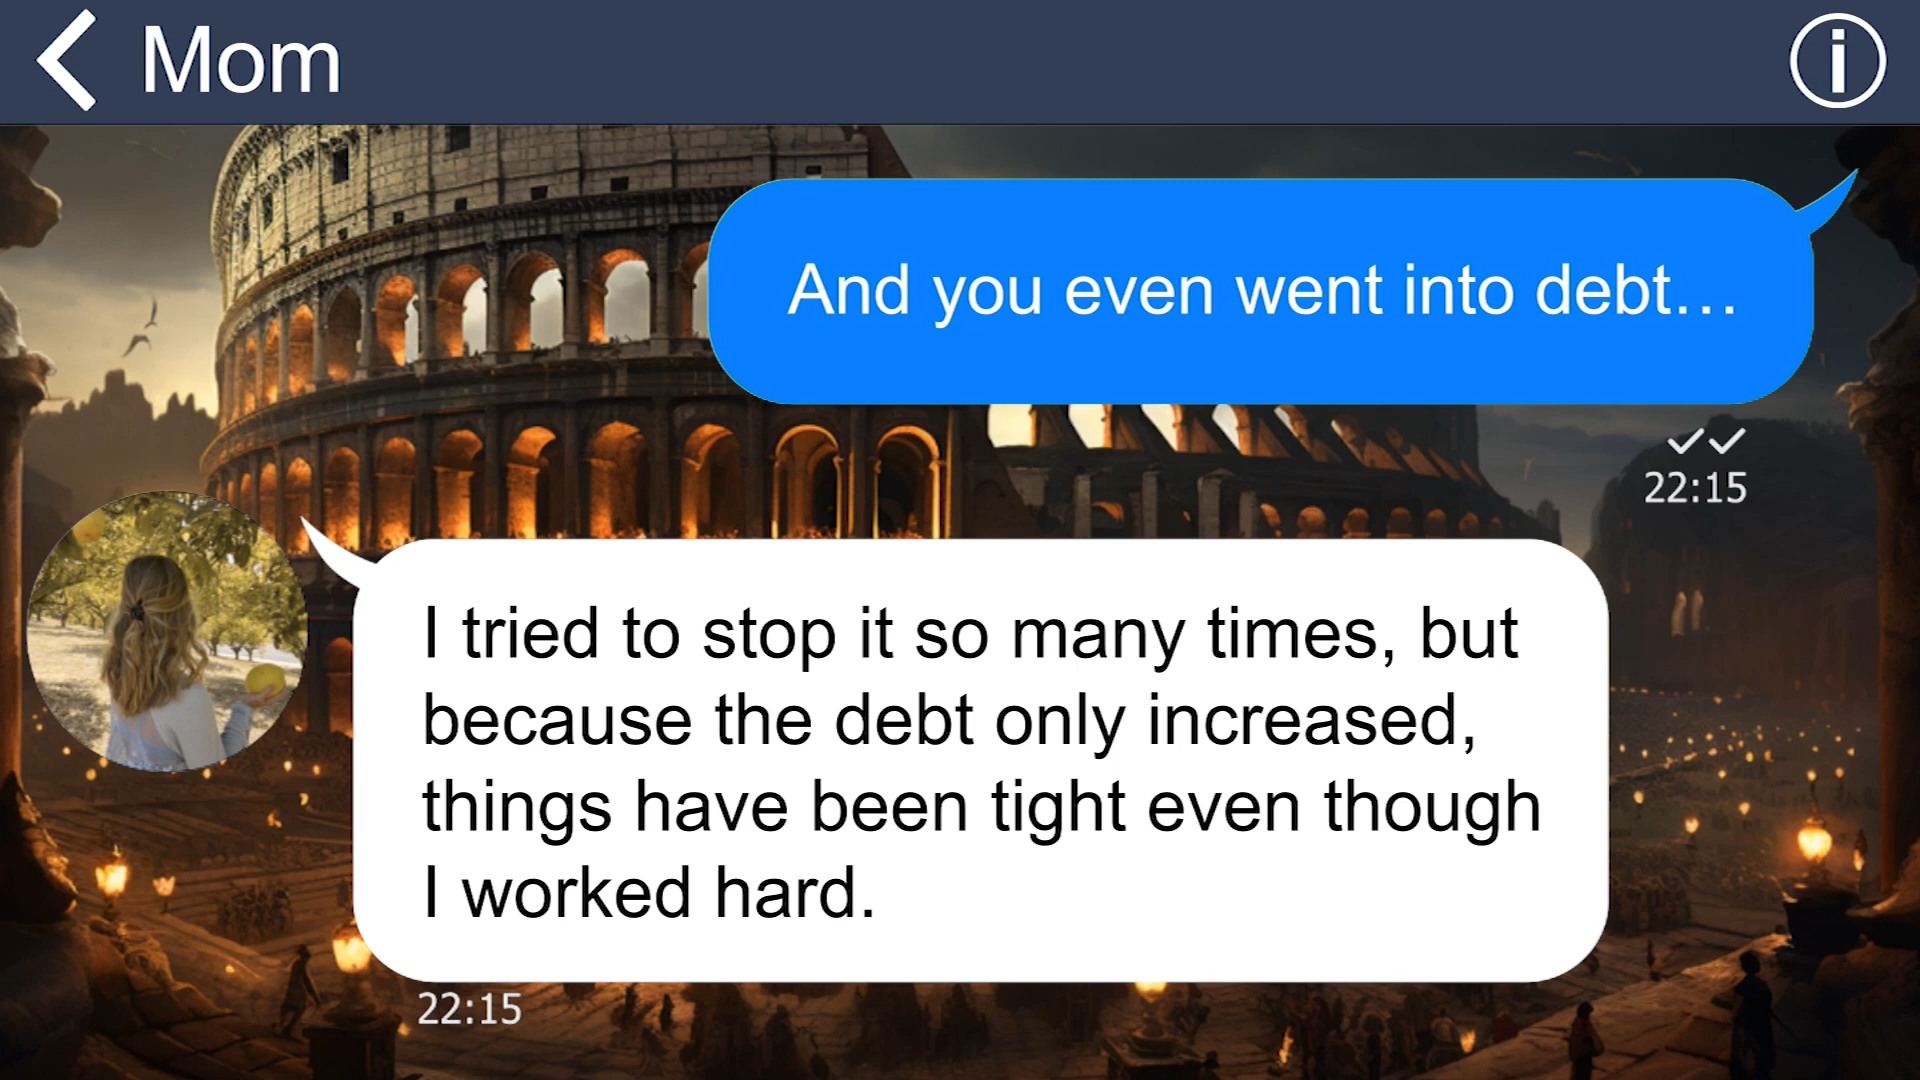 Mom
And you even went into debt…
22:15
I tried to stop it so many times, but
because the debt only increased,
things have been tight even though
I worked hard.
22:15